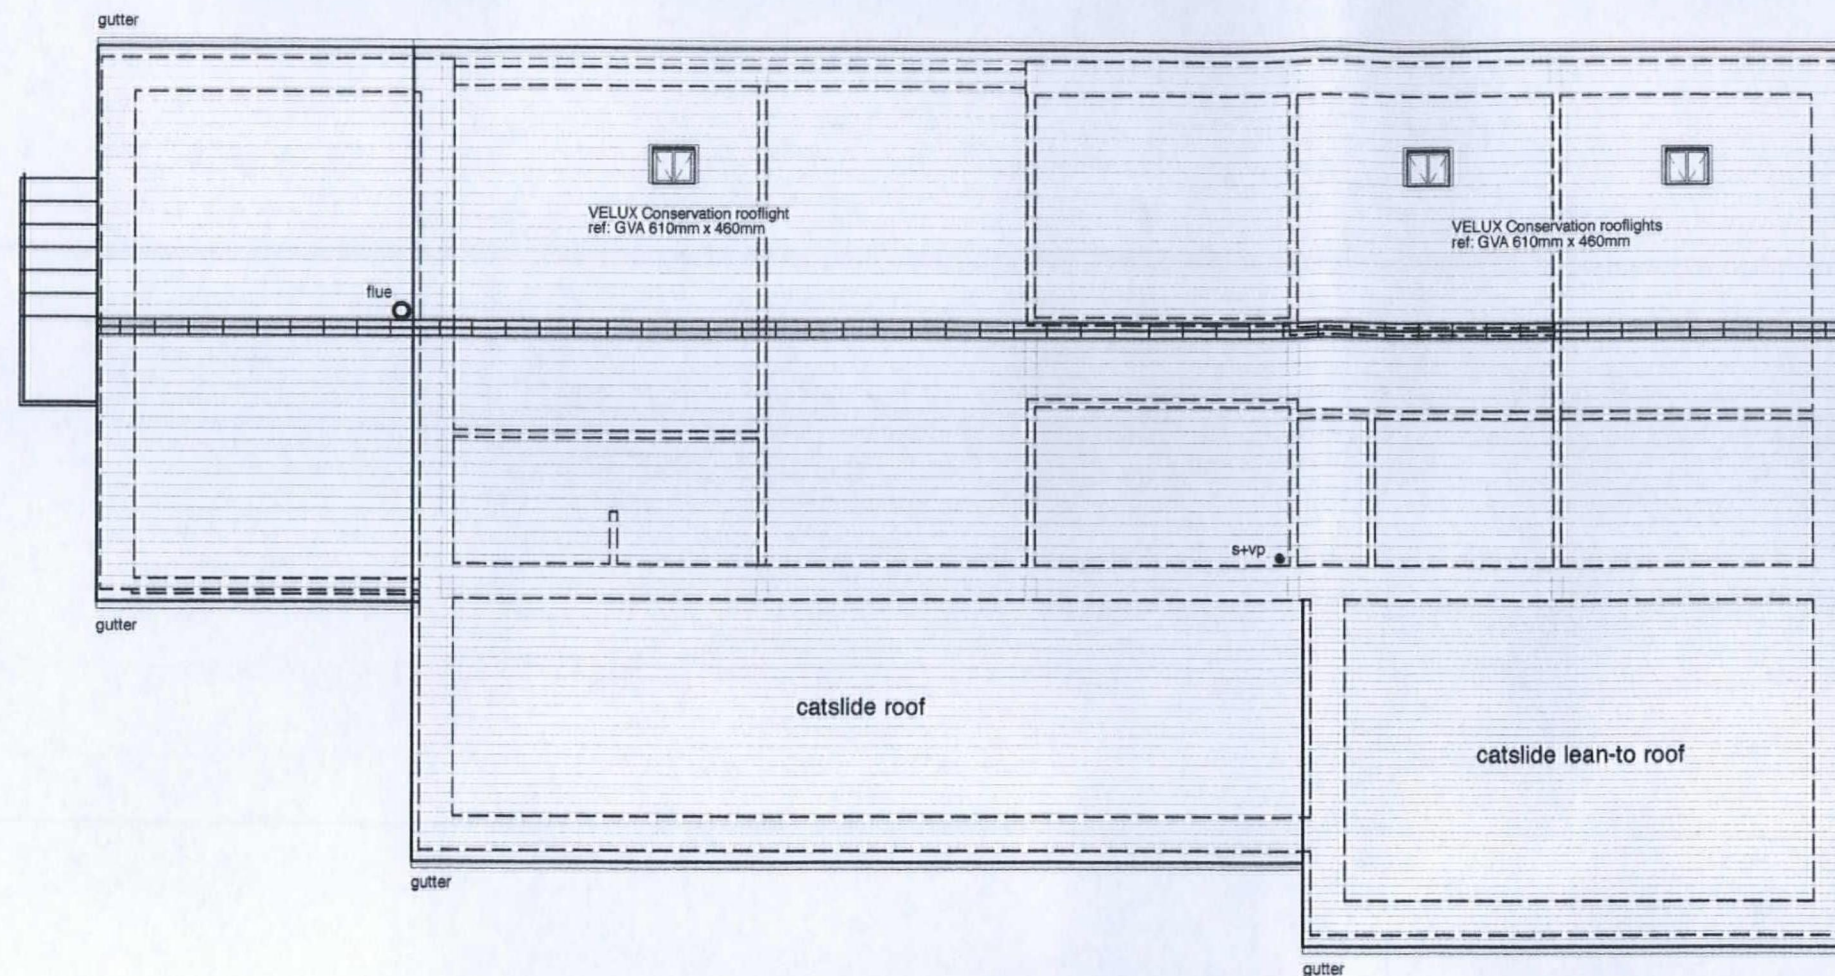 gutter
VELUX Conservation rooflight
ref: GVA 610mm x 460mm
VELUX Conservation rooflights
ref: GVA 610mm x 460mm
flue
s+vp
gutter
catslide roof
catslide lean-to roof
gutter
gutter